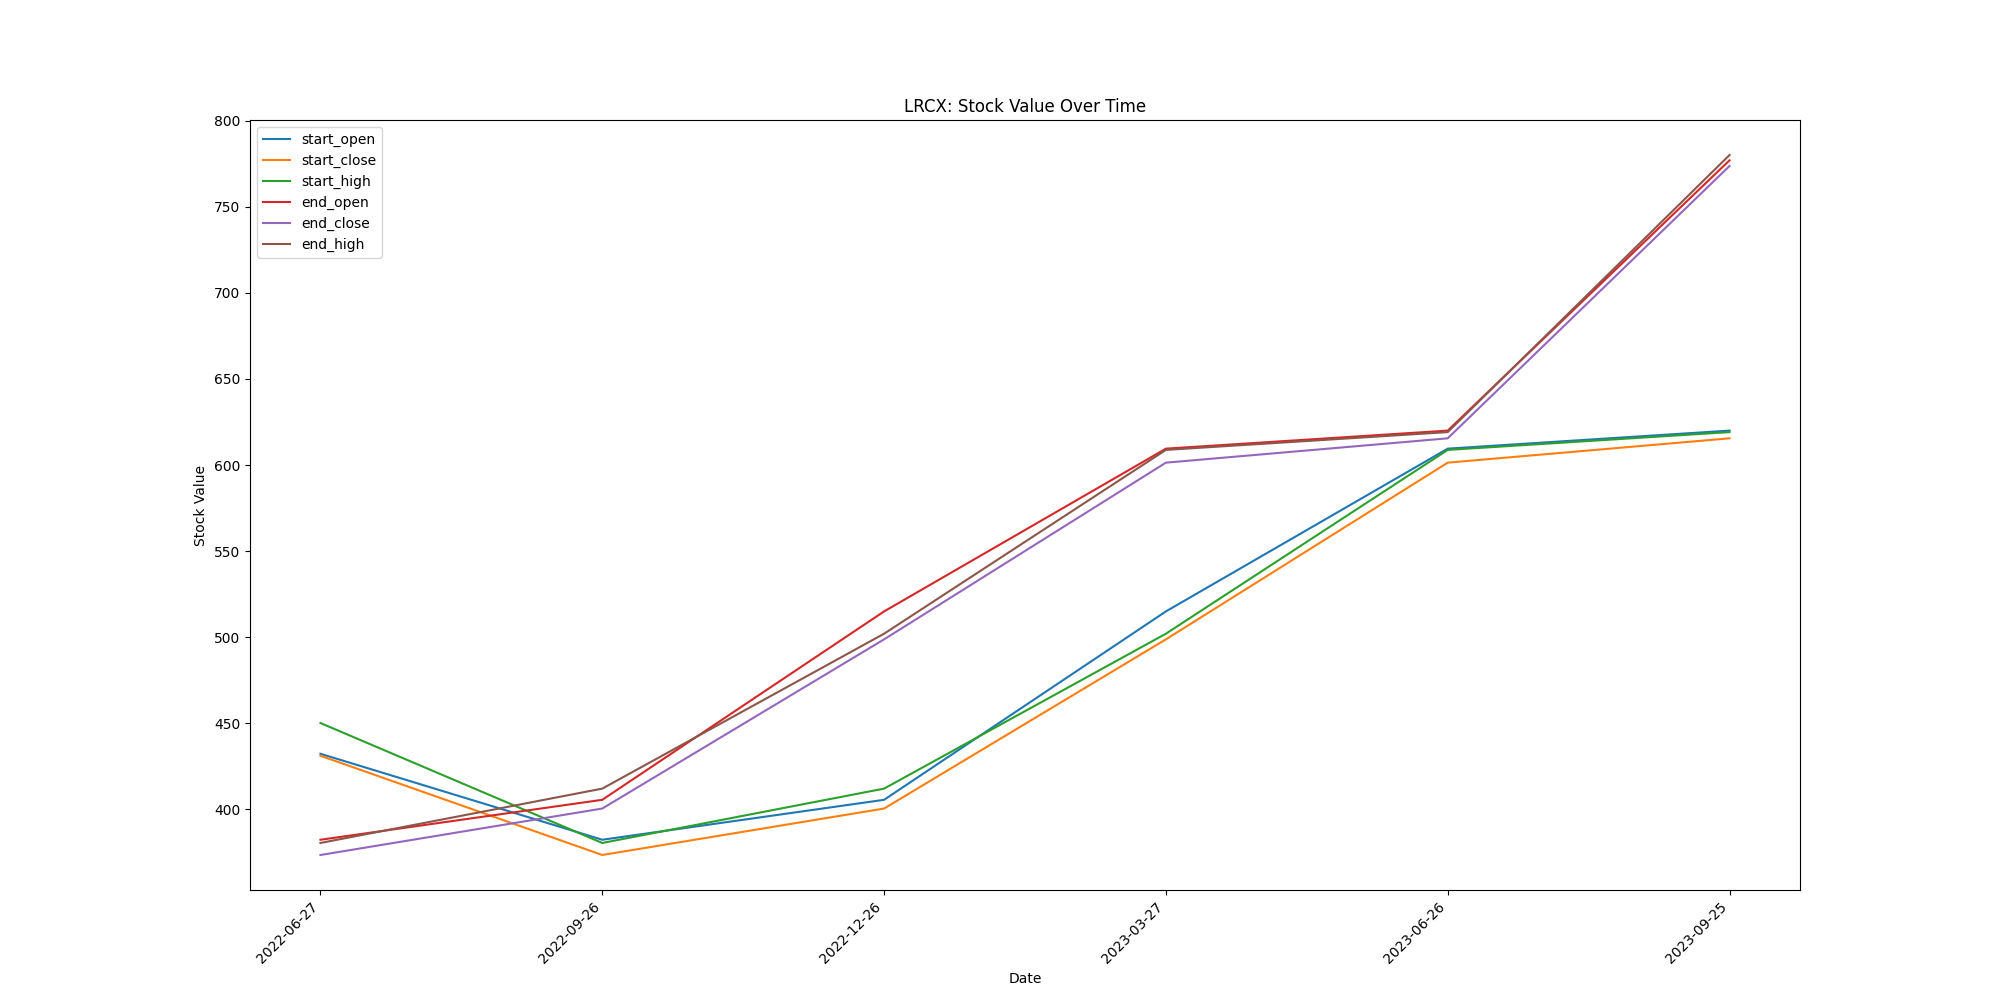 LRCX: Stock Value Over Time
800
750
700
650
600
550
500
450
400
start_open
start_close
start_high
end_open
end_close
end_high
Stock Value
2022-06-27
2022-09-26
2022-12-26
2023-03-27
2023-06-26
2023-09-25
Date